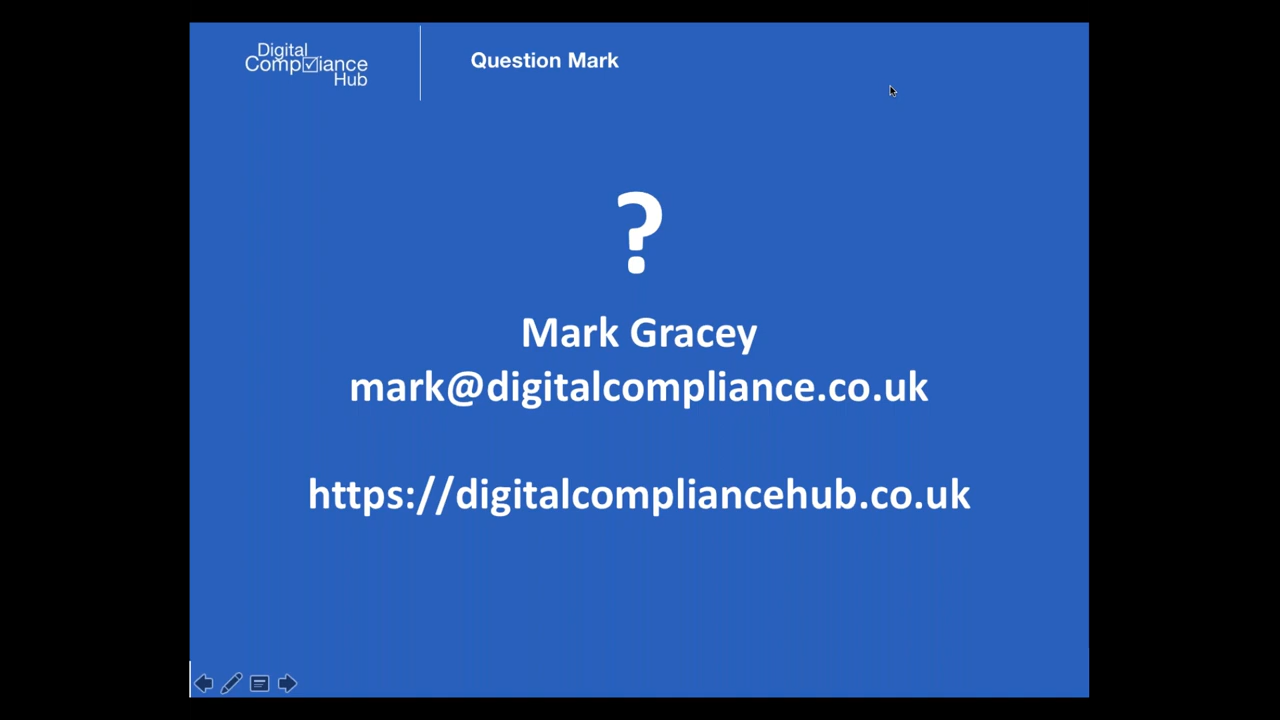 Digital
Compliance
Hub
Question Mark
?
Mark Gracey
mark@digitalcompliance.co.uk
https://digitalcompliancehub.co.uk